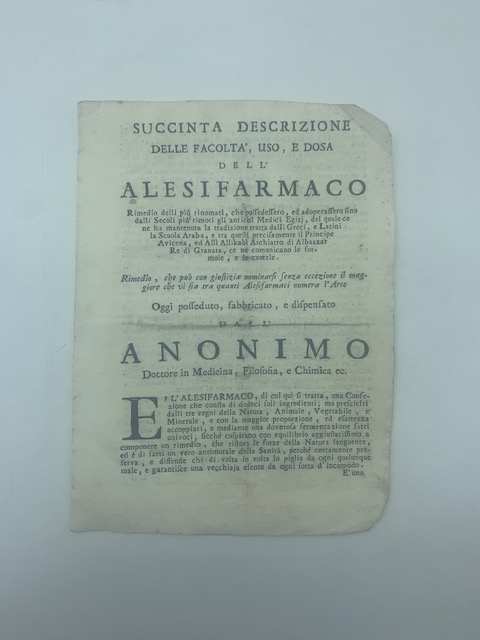 SUCCINTA DESCRIZIONE
DELLE FACOLTA', USO, E DOSA
DELL'
ALESIFARMACO
Rimedio delli più rinomati, che possedessero, ed adoperassero sino
dalli Secoli più rimoti gli antichi Medici Egizj, del quale ce
ne ha mantenuta la tradizione tratta dalli Greci, e Latini
la Scuola Araba, e tra questi precisamente il Principe
Avicena, ed Alli Allikahl Archiatro di Albaazar
Re di Granata, ce ne comunicano le for-
mole, e le cautele.
Rimedio, che può con giustizia nominarsi senza eccezione il mag-
giore che vi sia tra quanti Alesifarmaci numera l'Arte
Oggi posseduto, fabbricato, e dispensato
DALL'
ANONIMO
Dottore in Medicina, Filosofia, e Chimica ec.
E' L'ALESIFARMACO, di cui quì si tratta, una Confe-
zione che consta di dodeci soli ingredienti; ma prescielti
dalli tre regni della Natura, Animale, Vegetabile, e
Minerale, e con la maggior proporzione, ed esattezza
accoppiati, e mediante una doverosa fermentazione fatti
univoci; sicchè cospirano con equilibrio aggiustatissimo a
componere un rimedio, che ristora le forze della Natura languente,
ed è di fatti un vero antimurale della Sanità, perchè certamente pre-
serva, e diffende chi di volta in volta lo piglia da ogni qualunque
male, e garantisce una vecchiaja esente da ogni sorta d'incomodo.
E' una